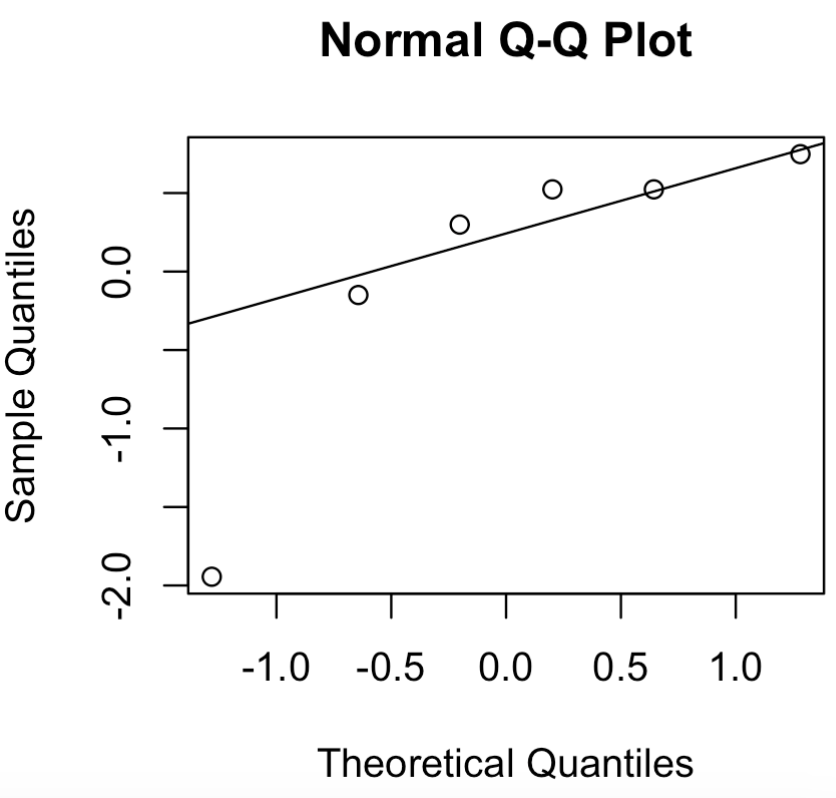 Normal Q-Q Plot
Sample Quantiles
0.0
-1.0
-2.0
-1.0 -0.5 0.0 0.5 1.0
Theoretical Quantiles